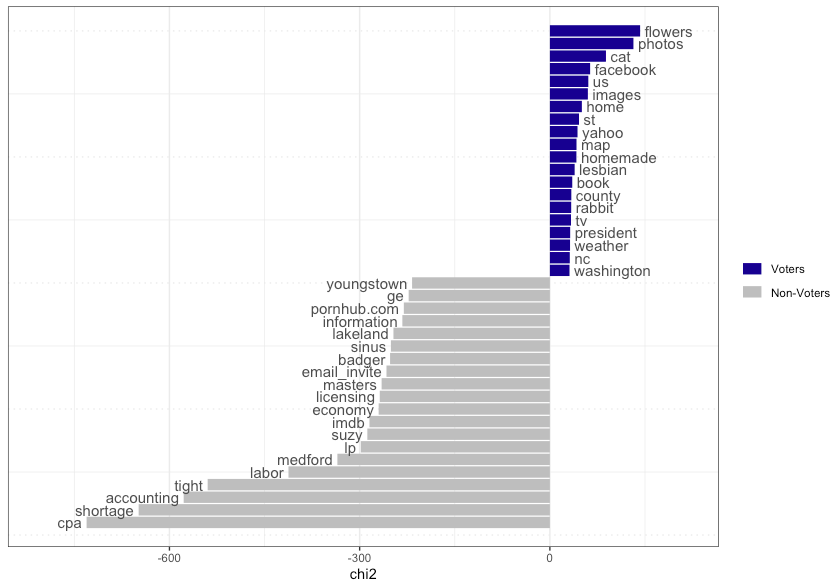 flowers
photos
cat
facebook
us
images
home
st
yahoo
map
homemade
lesbian
book
county
rabbit
tv
president
weather
nc
washington
youngstown
ge
pornhub.com
information
lakeland
sinus
badger
email_invite
masters
licensing
economy
imdb
suzy
lp
medford
labor
tight
accounting
shortage
cpa
-600 -300 0
chi2
Voters
Non-Voters